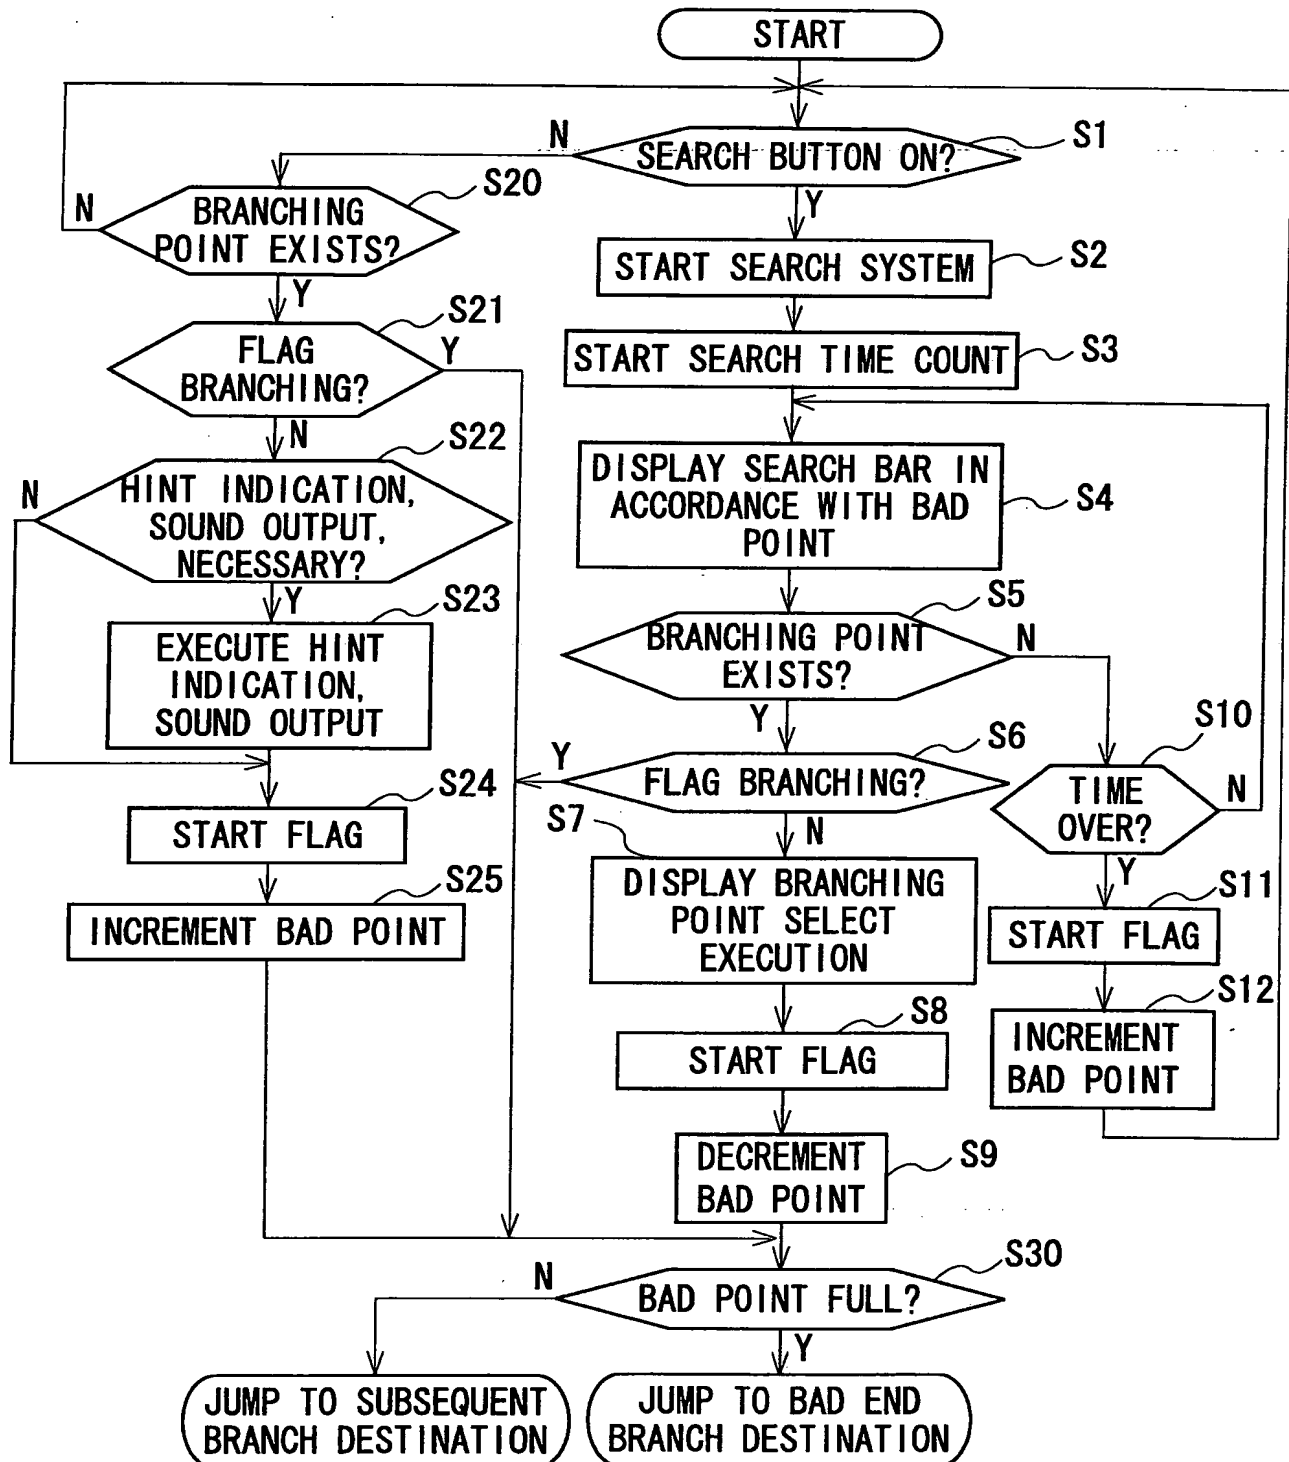 START
N
SEARCH BUTTON ON?
S1
Y
N
BRANCHING
POINT EXISTS?
S20
Y
START SEARCH SYSTEM
S2
FLAG
BRANCHING?
S21
Y
N
START SEARCH TIME COUNT
S3
N
HINT INDICATION,
SOUND OUTPUT,
NECESSARY?
S22
Y
DISPLAY SEARCH BAR IN
ACCORDANCE WITH BAD
POINT
S4
EXECUTE HINT
INDICATION,
SOUND OUTPUT
S23
BRANCHING POINT
EXISTS?
S5
N
Y
Y
FLAG BRANCHING?
S6
N
TIME
OVER?
S10
N
Y
START FLAG
S24
S7
DISPLAY BRANCHING
POINT SELECT
EXECUTION
START FLAG
S11
INCREMENT BAD POINT
S25
START FLAG
S8
INCREMENT
BAD POINT
S12
DECREMENT
BAD POINT
S9
N
BAD POINT FULL?
S30
Y
JUMP TO SUBSEQUENT
BRANCH DESTINATION
JUMP TO BAD END
BRANCH DESTINATION